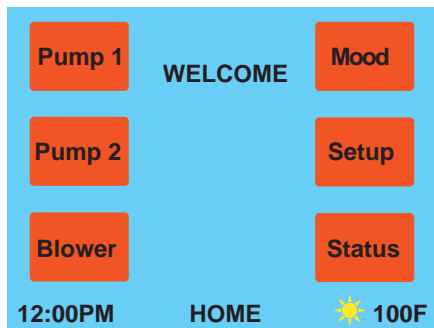 Pump 1
WELCOME
Mood
Pump 2
Setup
Blower
Status
12:00PM HOME 100F